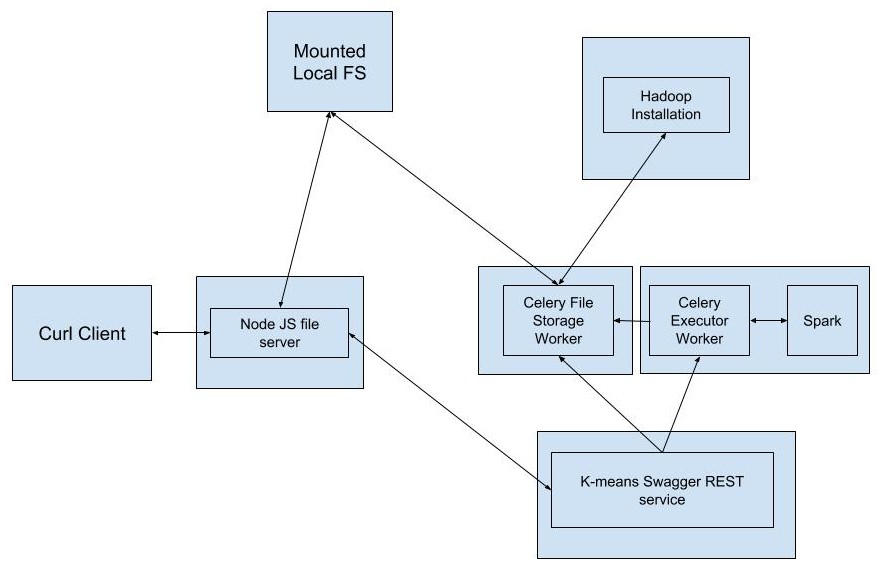 Mounted
Local FS
Hadoop
Installation
Curl Client
Node JS file
server
Celery File
Storage
Worker
Celery
Executor
Worker
Spark
K-means Swagger REST
service